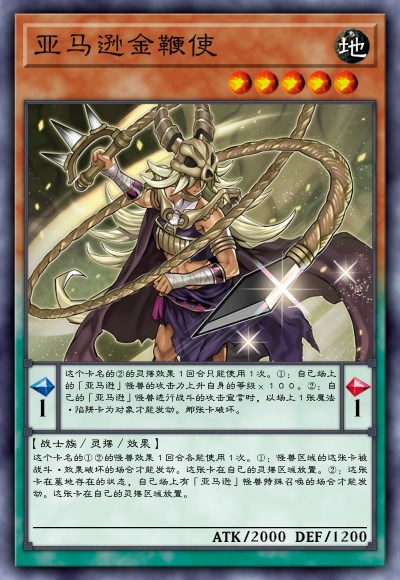 亚马逊金鞭使
地
这个卡名的②的灵摆效果1回合只能使用1次。①：自己场上
的「亚马逊」怪兽的攻击力上升自身的等级×100。②：自
己的「亚马逊」怪兽进行战斗的攻击宣言时，以场上1张魔法
·陷阱卡为对象才能发动。那张卡破坏。
1
1
【战士族／灵摆／效果】
这个卡名的①②的怪兽效果1回合各能使用1次。①：怪兽区域的这张卡被
战斗·效果破坏的场合才能发动。这张卡在自己的灵摆区域放置。②：这张
卡在墓地存在的状态，自己场上有「亚马逊」怪兽特殊召唤的场合才能发
动。这张卡在自己的灵摆区域放置。
ATK/2000 DEF/1200